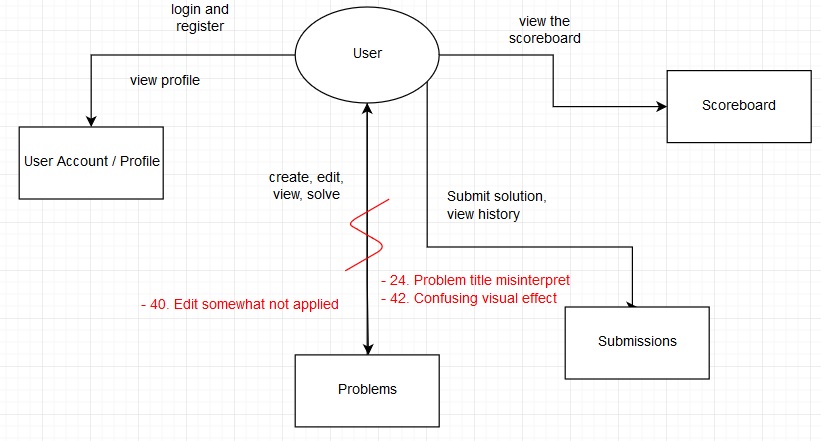 login and
register
User
view the
scoreboard
view profile
Scoreboard
User Account / Profile
create, edit,
view, solve
Submit solution,
view history
- 24. Problem title misinterpret
- 40. Edit somewhat not applied
- 42. Confusing visual effect
Submissions
Problems